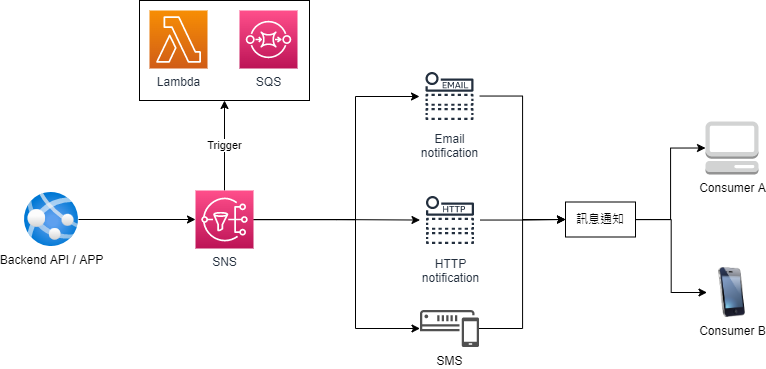 Lambda
SQS
Trigger
Backend API / APP
SNS
EMAIL
Email
notification
HTTP
HTTP
notification
SMS
訊息通知
Consumer A
Consumer B